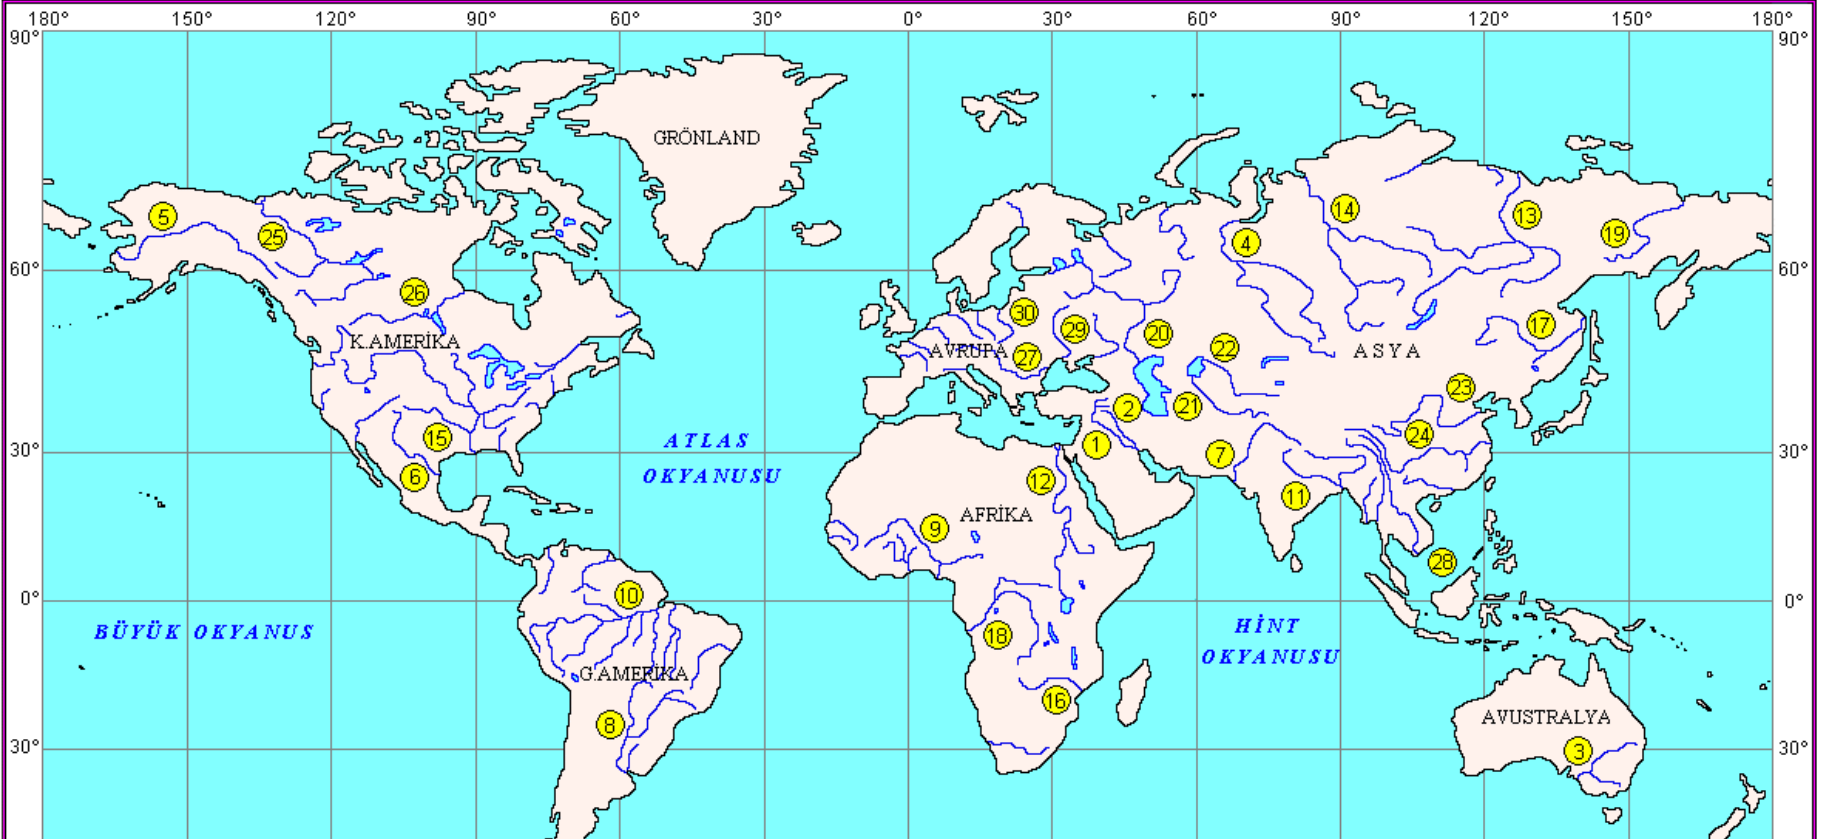 180° 150° 120° 90° 60° 30° 0° 30° 60° 90° 120° 150° 180°
90° 90°
GRÖNLAND
5 25 14 13 19 4
60° 60°
26 30 29 20 17
K.AMERİKA AVRUPA 27 22 ASYA
23
2 21
15 ATLAS 1 24
30° 7 30°
6 OKYANUSU 12 11
9 AFRİKA
28
0° 10 0°
BÜYÜK OKYANUS 18 HİNT
OKYANUSU
G.AMERİKA
16
8 AVUSTRALYA
30° 3 30°